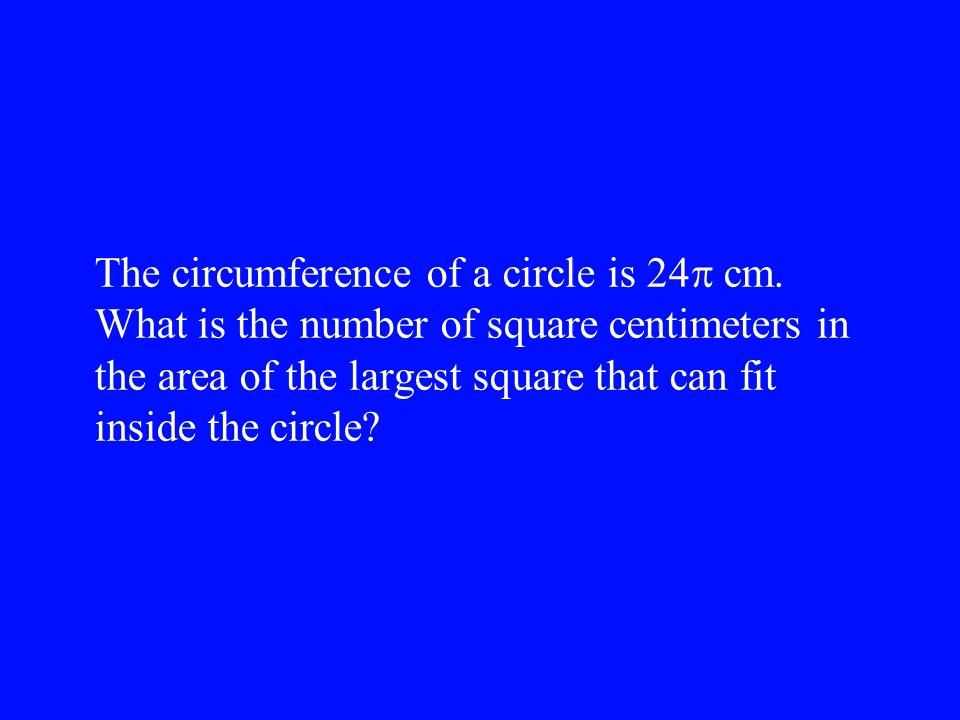 The circumference of a circle is 24π cm.
What is the number of square centimeters in
the area of the largest square that can fit
inside the circle?